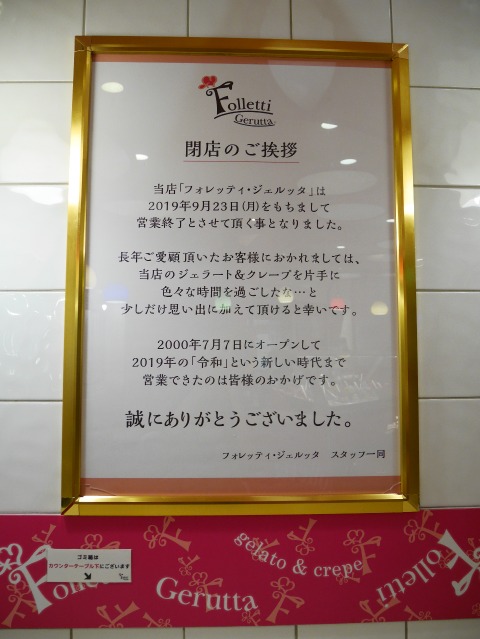 Folletti
Gerutta
閉店のご挨拶
当店「フォレッティ・ジェルッタ」は
2019年9月23日(月)をもちまして
営業終了とさせて頂く事となりました。
長年ご愛顧頂いたお客様におかれましては、
当店のジェラート&クレープを片手に
色々な時間を過ごしたな…と
少しだけ思い出に加えて頂けると幸いです。
2000年7月7日にオープンして
2019年の「令和」という新しい時代まで
営業できたのは皆様のおかげです。
誠にありがとうございました。
フォレッティ・ジェルッタ スタッフ一同
ゴミ箱は
カウンターテーブル下にございます
gelato & crepe
Folletti
Gerutta